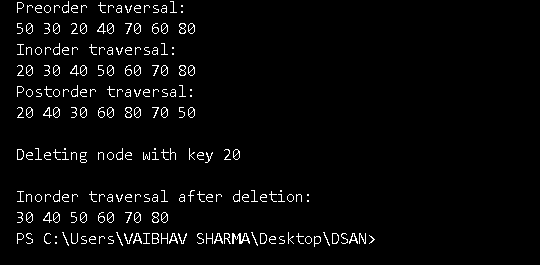 Preorder traversal:
50 30 20 40 70 60 80
Inorder traversal:
20 30 40 50 60 70 80
Postorder traversal:
20 40 30 60 80 70 50
Deleting node with key 20
Inorder traversal after deletion:
30 40 50 60 70 80
PS C:\Users\VAIBHAV SHARMA\Desktop\DSAN>